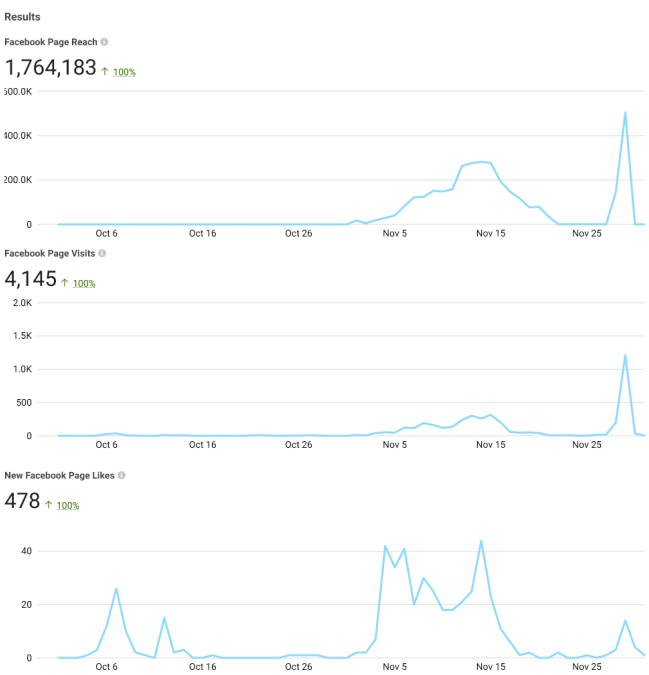 Results
Facebook Page Reach
1,764,183 ↑ 100%
600.0K
400.0K
200.0K
0
Oct 6 Oct 16 Oct 26 Nov 5 Nov 15 Nov 25
Facebook Page Visits
4,145 ↑ 100%
2.0K
1.5K
1.0K
500
0
Oct 6 Oct 16 Oct 26 Nov 5 Nov 15 Nov 25
New Facebook Page Likes
478 ↑ 100%
40
20
0
Oct 6 Oct 16 Oct 26 Nov 5 Nov 15 Nov 25